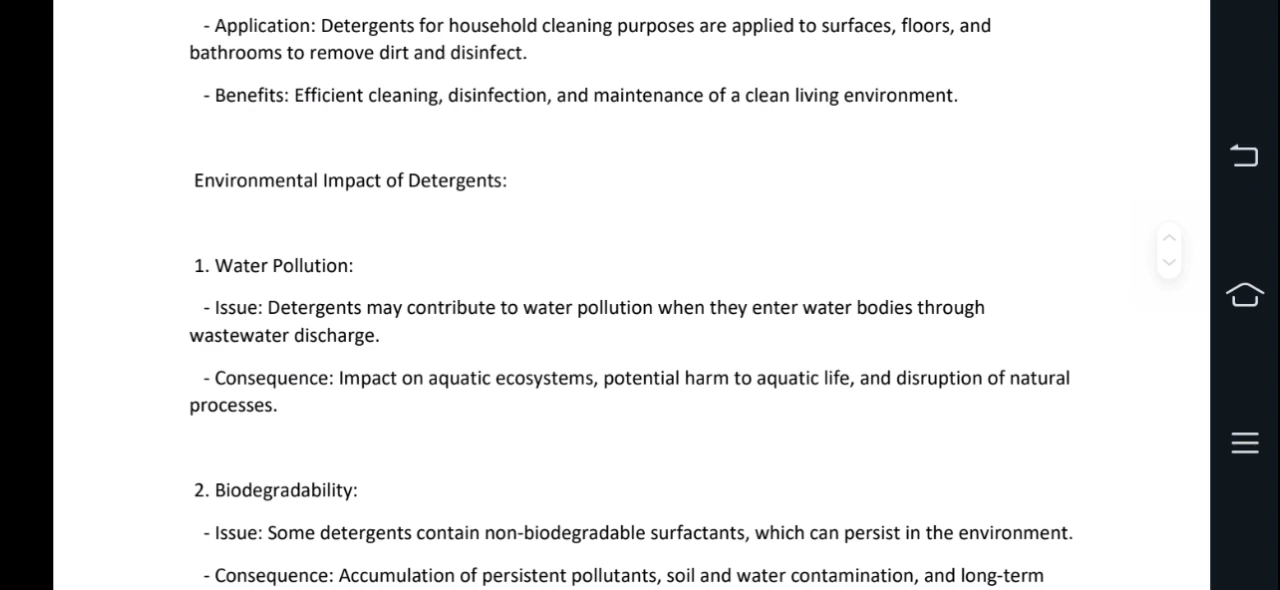 - Application: Detergents for household cleaning purposes are applied to surfaces, floors, and
bathrooms to remove dirt and disinfect.
- Benefits: Efficient cleaning, disinfection, and maintenance of a clean living environment.
Environmental Impact of Detergents:
1. Water Pollution:
- Issue: Detergents may contribute to water pollution when they enter water bodies through
wastewater discharge.
- Consequence: Impact on aquatic ecosystems, potential harm to aquatic life, and disruption of natural
processes.
2. Biodegradability:
- Issue: Some detergents contain non-biodegradable surfactants, which can persist in the environment.
- Consequence: Accumulation of persistent pollutants, soil and water contamination, and long-term